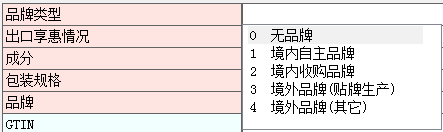 品牌类型
出口享惠情况
成分
包装规格
品牌
GTIN
0 无品牌
1 境内自主品牌
2 境内收购品牌
3 境外品牌(贴牌生产)
4 境外品牌(其它)